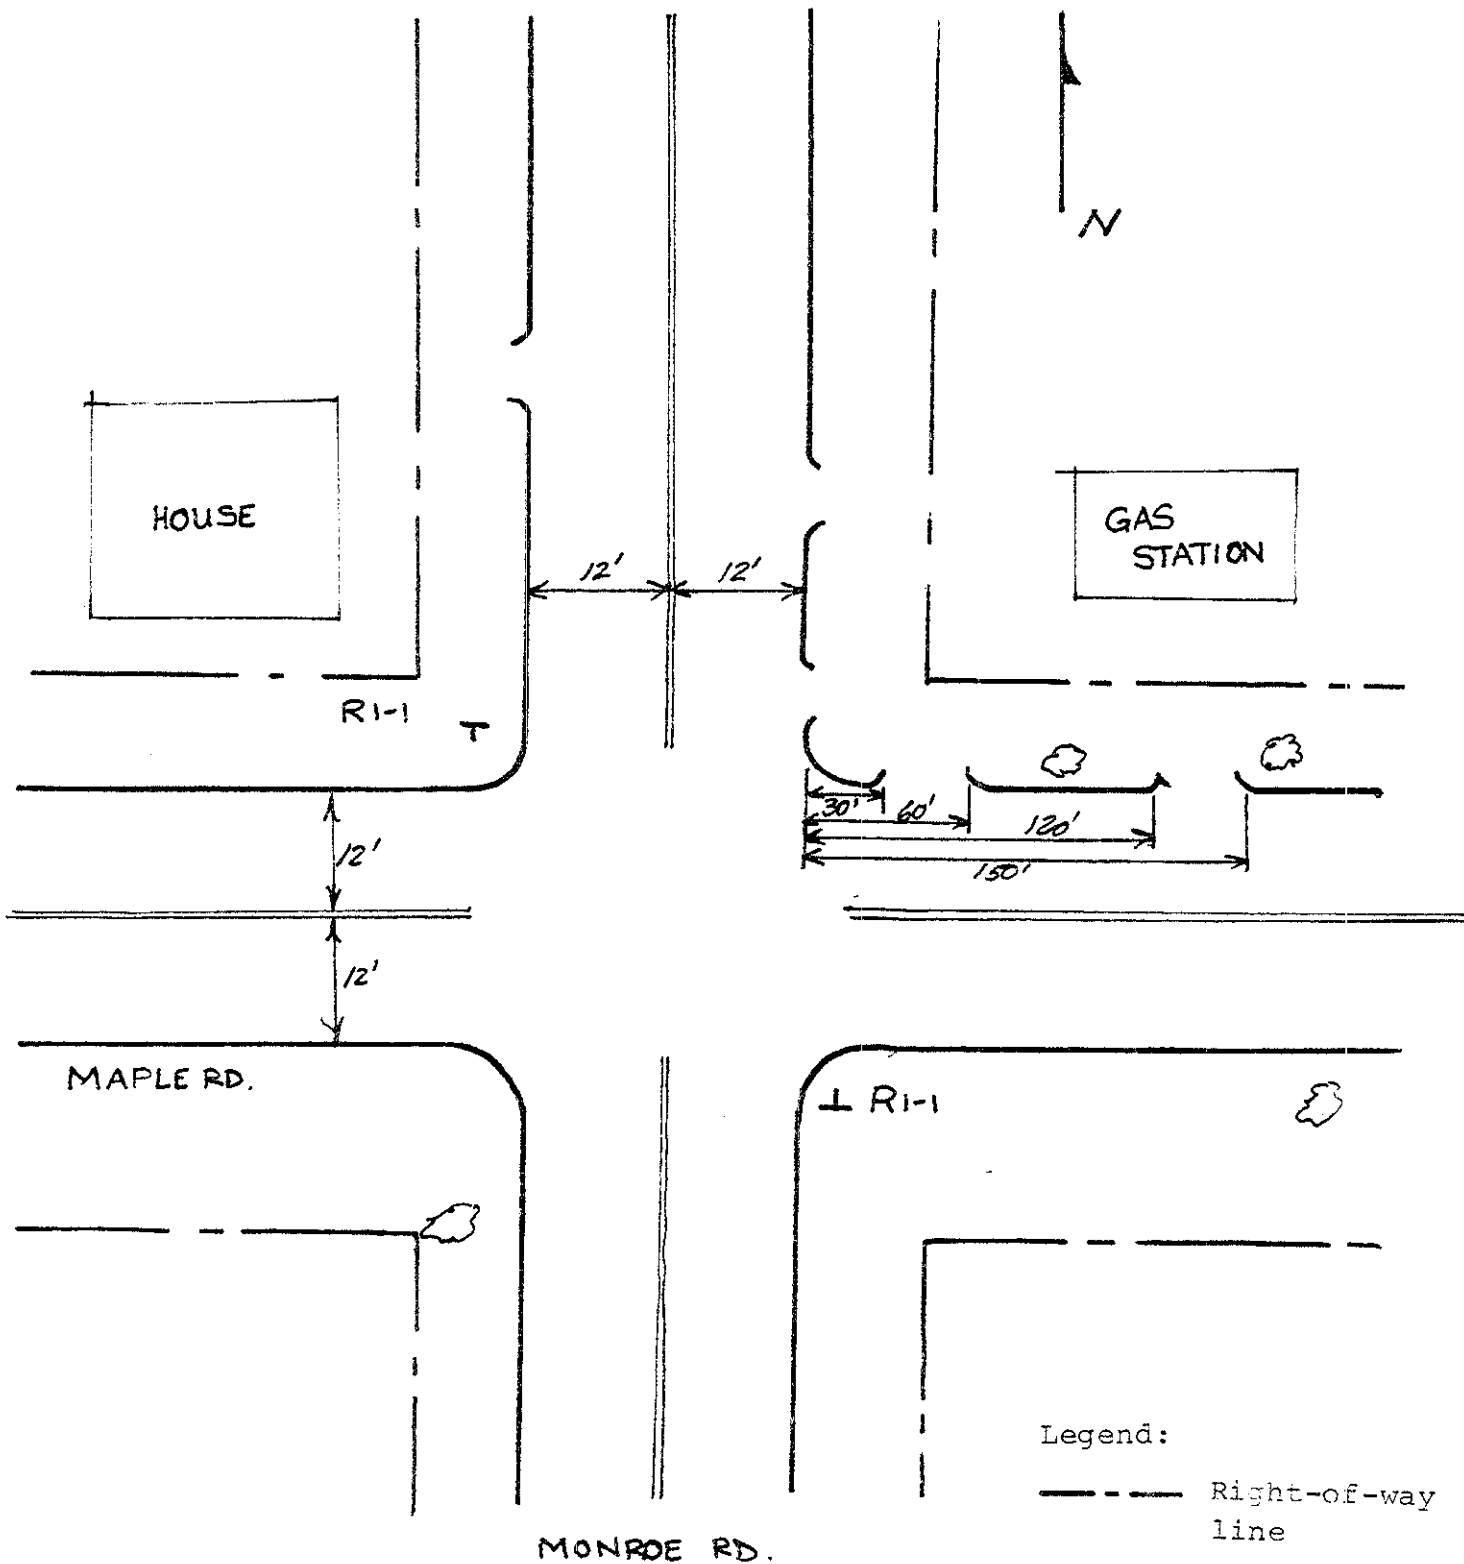 N
HOUSE
GAS
STATION
12' 12'
R1-1
30'
60'
120'
150'
12'
12'
MAPLE RD.
R1-1
Legend:
Right-of-way
line
MONROE RD.